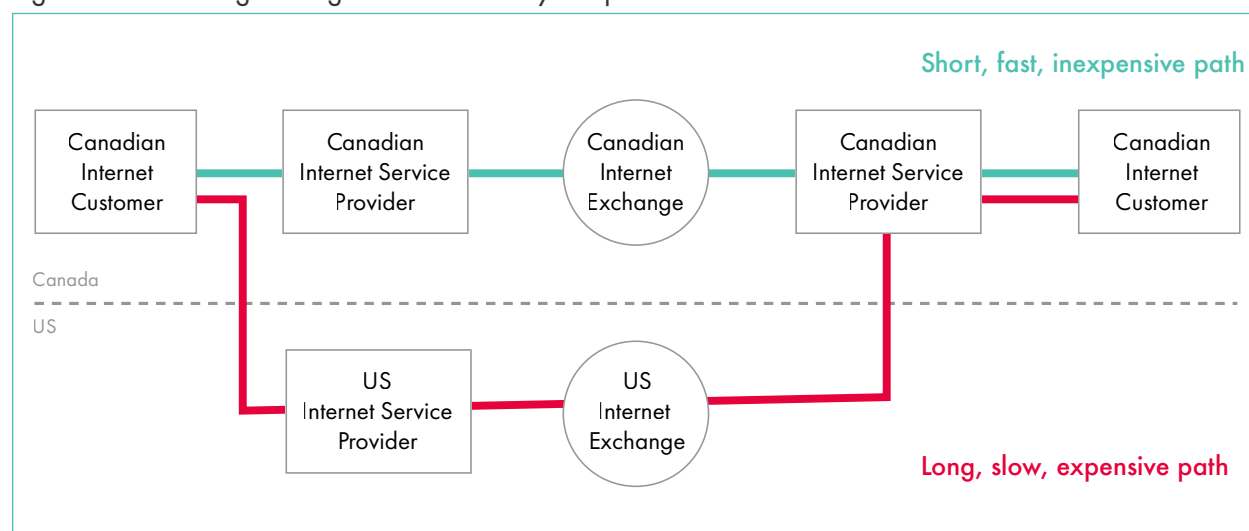 Short, fast, inexpensive path
Canadian
Internet
Customer
Canadian
Internet Service
Provider
Canadian
Internet
Exchange
Canadian
Internet Service
Provider
Canadian
Internet
Customer
Canada
US
US
Internet Service
Provider
US
Internet
Exchange
Long, slow, expensive path